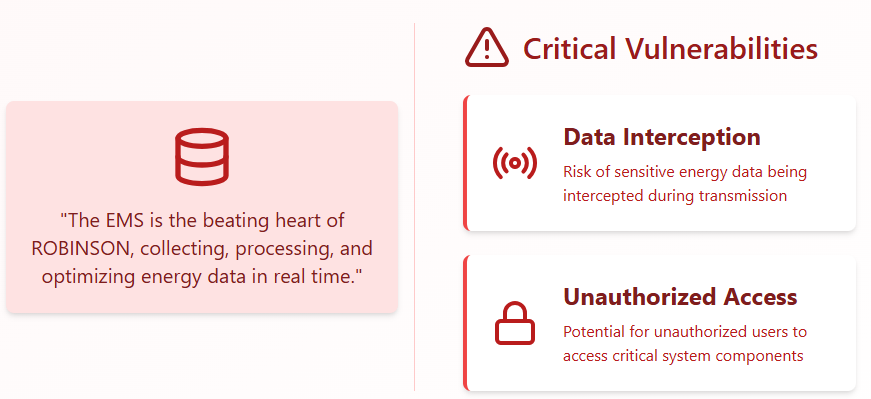 "The EMS is the beating heart of
ROBINSON, collecting, processing, and
optimizing energy data in real time."
Critical Vulnerabilities
Data Interception
Risk of sensitive energy data being
intercepted during transmission
Unauthorized Access
Potential for unauthorized users to
access critical system components